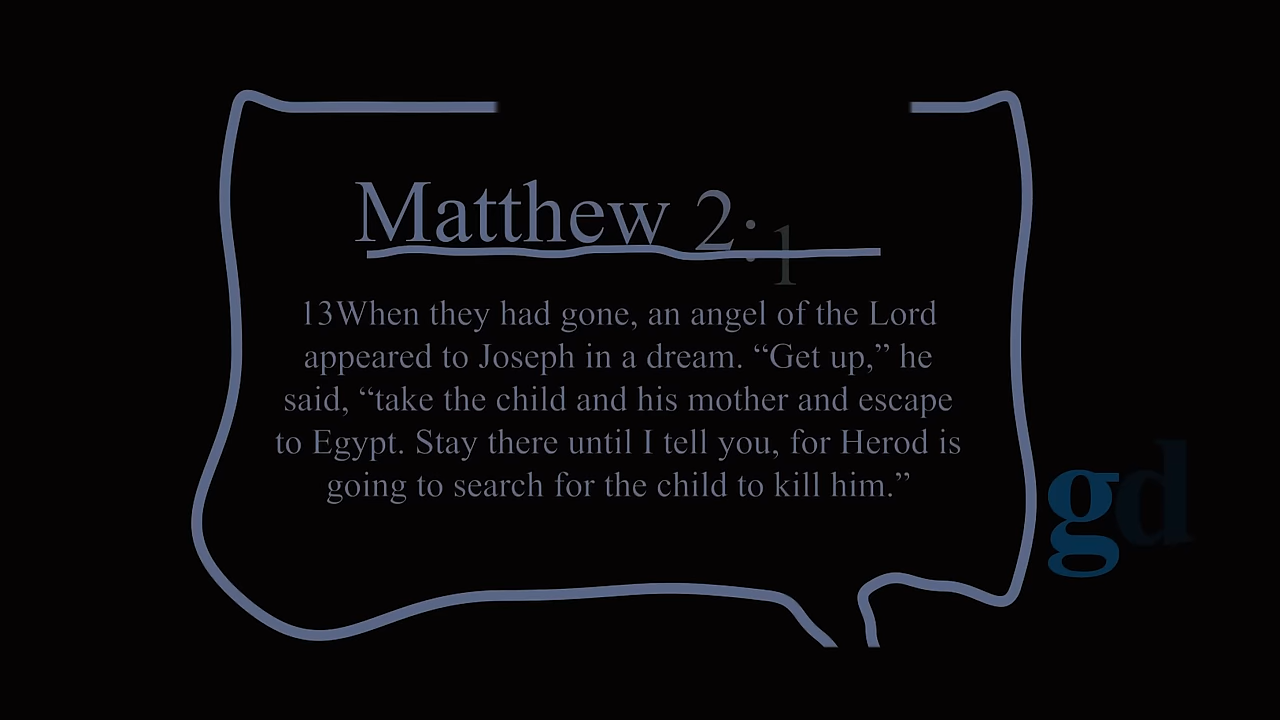 Matthew 2:1
13When they had gone, an angel of the Lord
appeared to Joseph in a dream. “Get up,” he
said, “take the child and his mother and escape
to Egypt. Stay there until I tell you, for Herod is
going to search for the child to kill him.”
gd